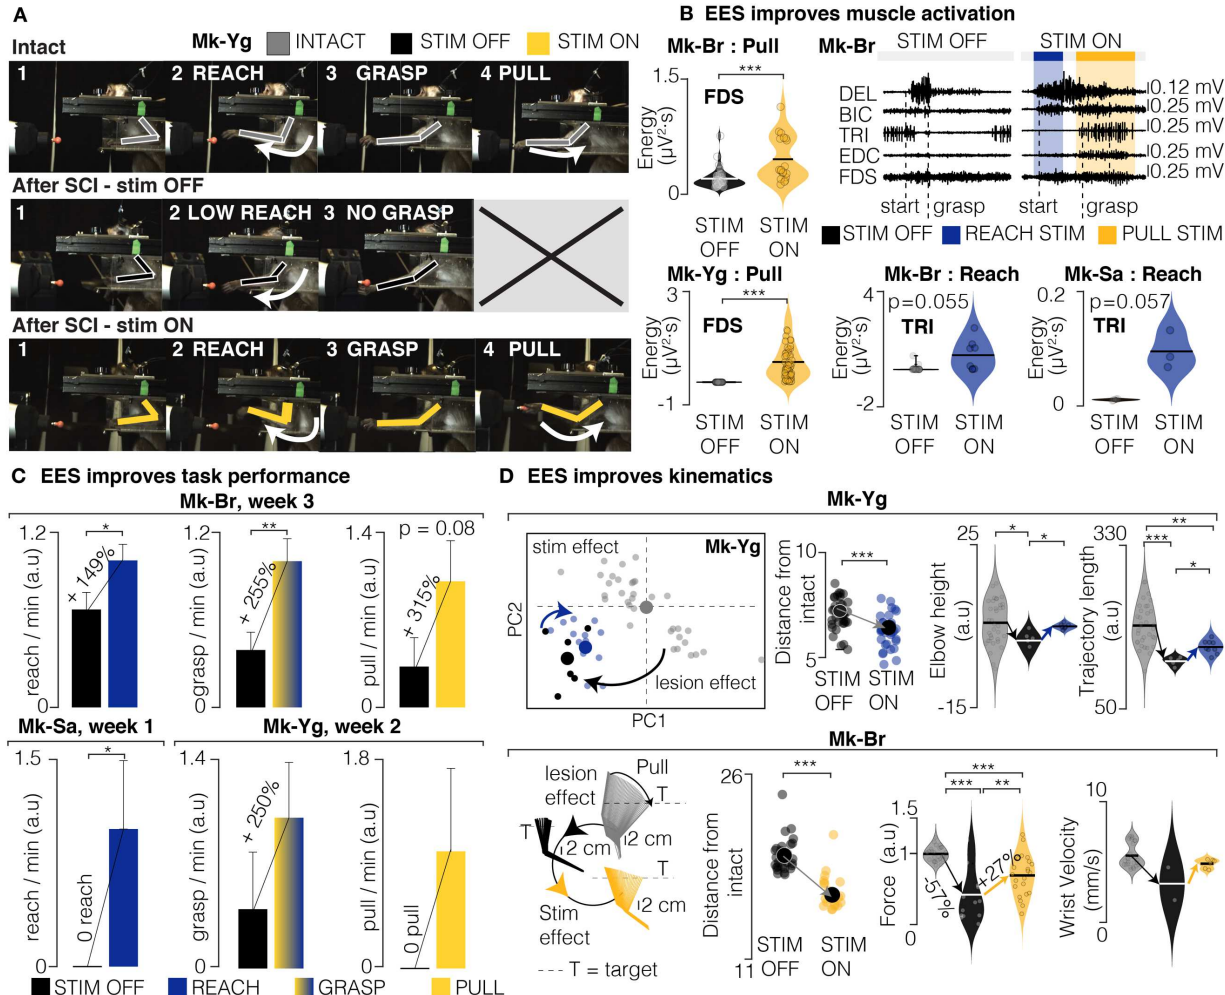 A
Mk-Yg INTACT STIM OFF STIM ON
Intact
1 2 REACH 3 GRASP 4 PULL
After SCI - stim OFF
1 2 LOW REACH 3 NO GRASP
After SCI - stim ON
1 2 REACH 3 GRASP 4 PULL
B EES improves muscle activation
Mk-Br : Pull
1.5
***
FDS
Energy
(µV²·s)
0
STIM OFF
STIM ON
Mk-Br STIM OFF STIM ON
DEL 0.12 mV
BIC 0.25 mV
TRI 0.25 mV
EDC 0.25 mV
FDS 0.25 mV
start grasp start grasp
STIM OFF REACH STIM PULL STIM
Mk-Yg : Pull
3
***
FDS
Energy
(µV²·s)
-1
STIM OFF
STIM ON
Mk-Br : Reach
4
p=0.055
TRI
Energy
(µV²·s)
-2
STIM OFF
STIM ON
Mk-Sa : Reach
0.2
p=0.057
TRI
Energy
(µV²·s)
0
STIM OFF
STIM ON
C EES improves task performance
Mk-Br, week 3
1.2
*
+ 149%
reach / min (a.u)
0
1.2
**
+ 255%
grasp / min (a.u)
0
1.4
p = 0.08
+ 315%
pull / min (a.u)
0
Mk-Sa, week 1
1.5
*
0 reach
reach / min (a.u)
0
Mk-Yg, week 2
1.4
+ 250%
grasp / min (a.u)
0
1.8
0 pull
pull / min (a.u)
0
STIM OFF REACH GRASP PULL
D EES improves kinematics
Mk-Yg
stim effect
Mk-Yg
PC2
lesion effect
PC1
10
***
Distance from
intact
5
STIM OFF
STIM ON
25
* *
Elbow height
(a.u)
-15
330
**
***
*
Trajectory length
(a.u)
50
Mk-Br
lesion
effect
Pull
T
2 cm
T
2 cm
T
2 cm
Stim
effect
T = target
26
***
Distance from
intact
11
STIM OFF
STIM ON
***
*** **
1.5
1
Force (a.u)
-57%
+27%
0
10
Wrist Velocity
(mm/s)
0